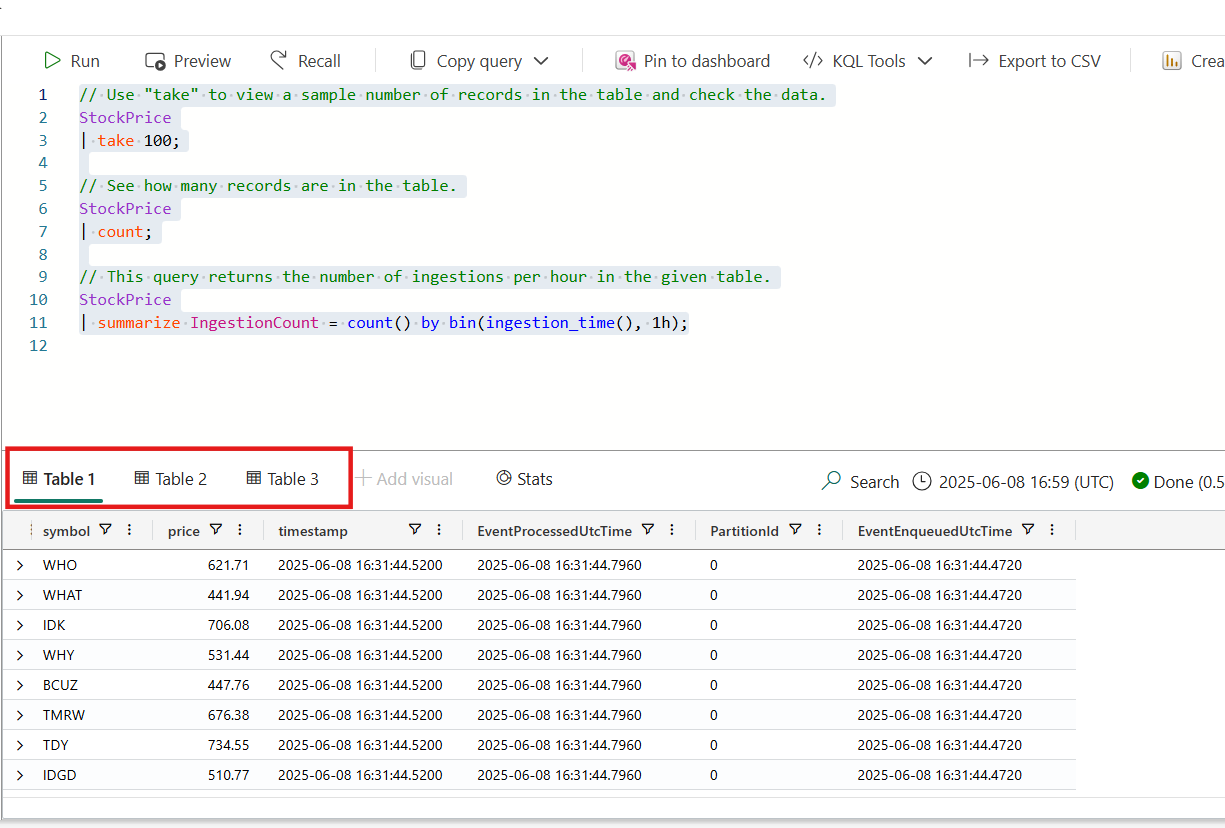 Run Preview Recall Copy query Pin to dashboard </> KQL Tools Export to CSV Crea
1 // Use "take" to view a sample number of records in the table and check the data.
2 StockPrice
3 | take 100;
4
5 // See how many records are in the table.
6 StockPrice
7 | count;
8
9 // This query returns the number of ingestions per hour in the given table.
10 StockPrice
11 | summarize IngestionCount = count() by bin(ingestion_time(), 1h);
12
Table 1 Table 2 Table 3 + Add visual Stats Search 2025-06-08 16:59 (UTC) Done (0.5
symbol price timestamp EventProcessedUtcTime PartitionId EventEnqueuedUtcTime
WHO 621.71 2025-06-08 16:31:44.5200 2025-06-08 16:31:44.7960 0 2025-06-08 16:31:44.4720
WHAT 441.94 2025-06-08 16:31:44.5200 2025-06-08 16:31:44.7960 0 2025-06-08 16:31:44.4720
IDK 706.08 2025-06-08 16:31:44.5200 2025-06-08 16:31:44.7960 0 2025-06-08 16:31:44.4720
WHY 531.44 2025-06-08 16:31:44.5200 2025-06-08 16:31:44.7960 0 2025-06-08 16:31:44.4720
BCUZ 447.76 2025-06-08 16:31:44.5200 2025-06-08 16:31:44.7960 0 2025-06-08 16:31:44.4720
TMRW 676.38 2025-06-08 16:31:44.5200 2025-06-08 16:31:44.7960 0 2025-06-08 16:31:44.4720
TDY 734.55 2025-06-08 16:31:44.5200 2025-06-08 16:31:44.7960 0 2025-06-08 16:31:44.4720
IDGD 510.77 2025-06-08 16:31:44.5200 2025-06-08 16:31:44.7960 0 2025-06-08 16:31:44.4720